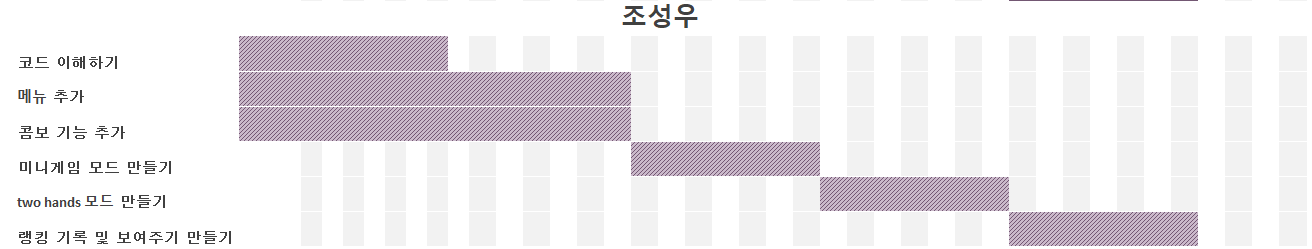 조성우
코드 이해하기
메뉴 추가
콤보 기능 추가
미니게임 모드 만들기
two hands 모드 만들기
랭킹 기록 및 보여주기 만들기